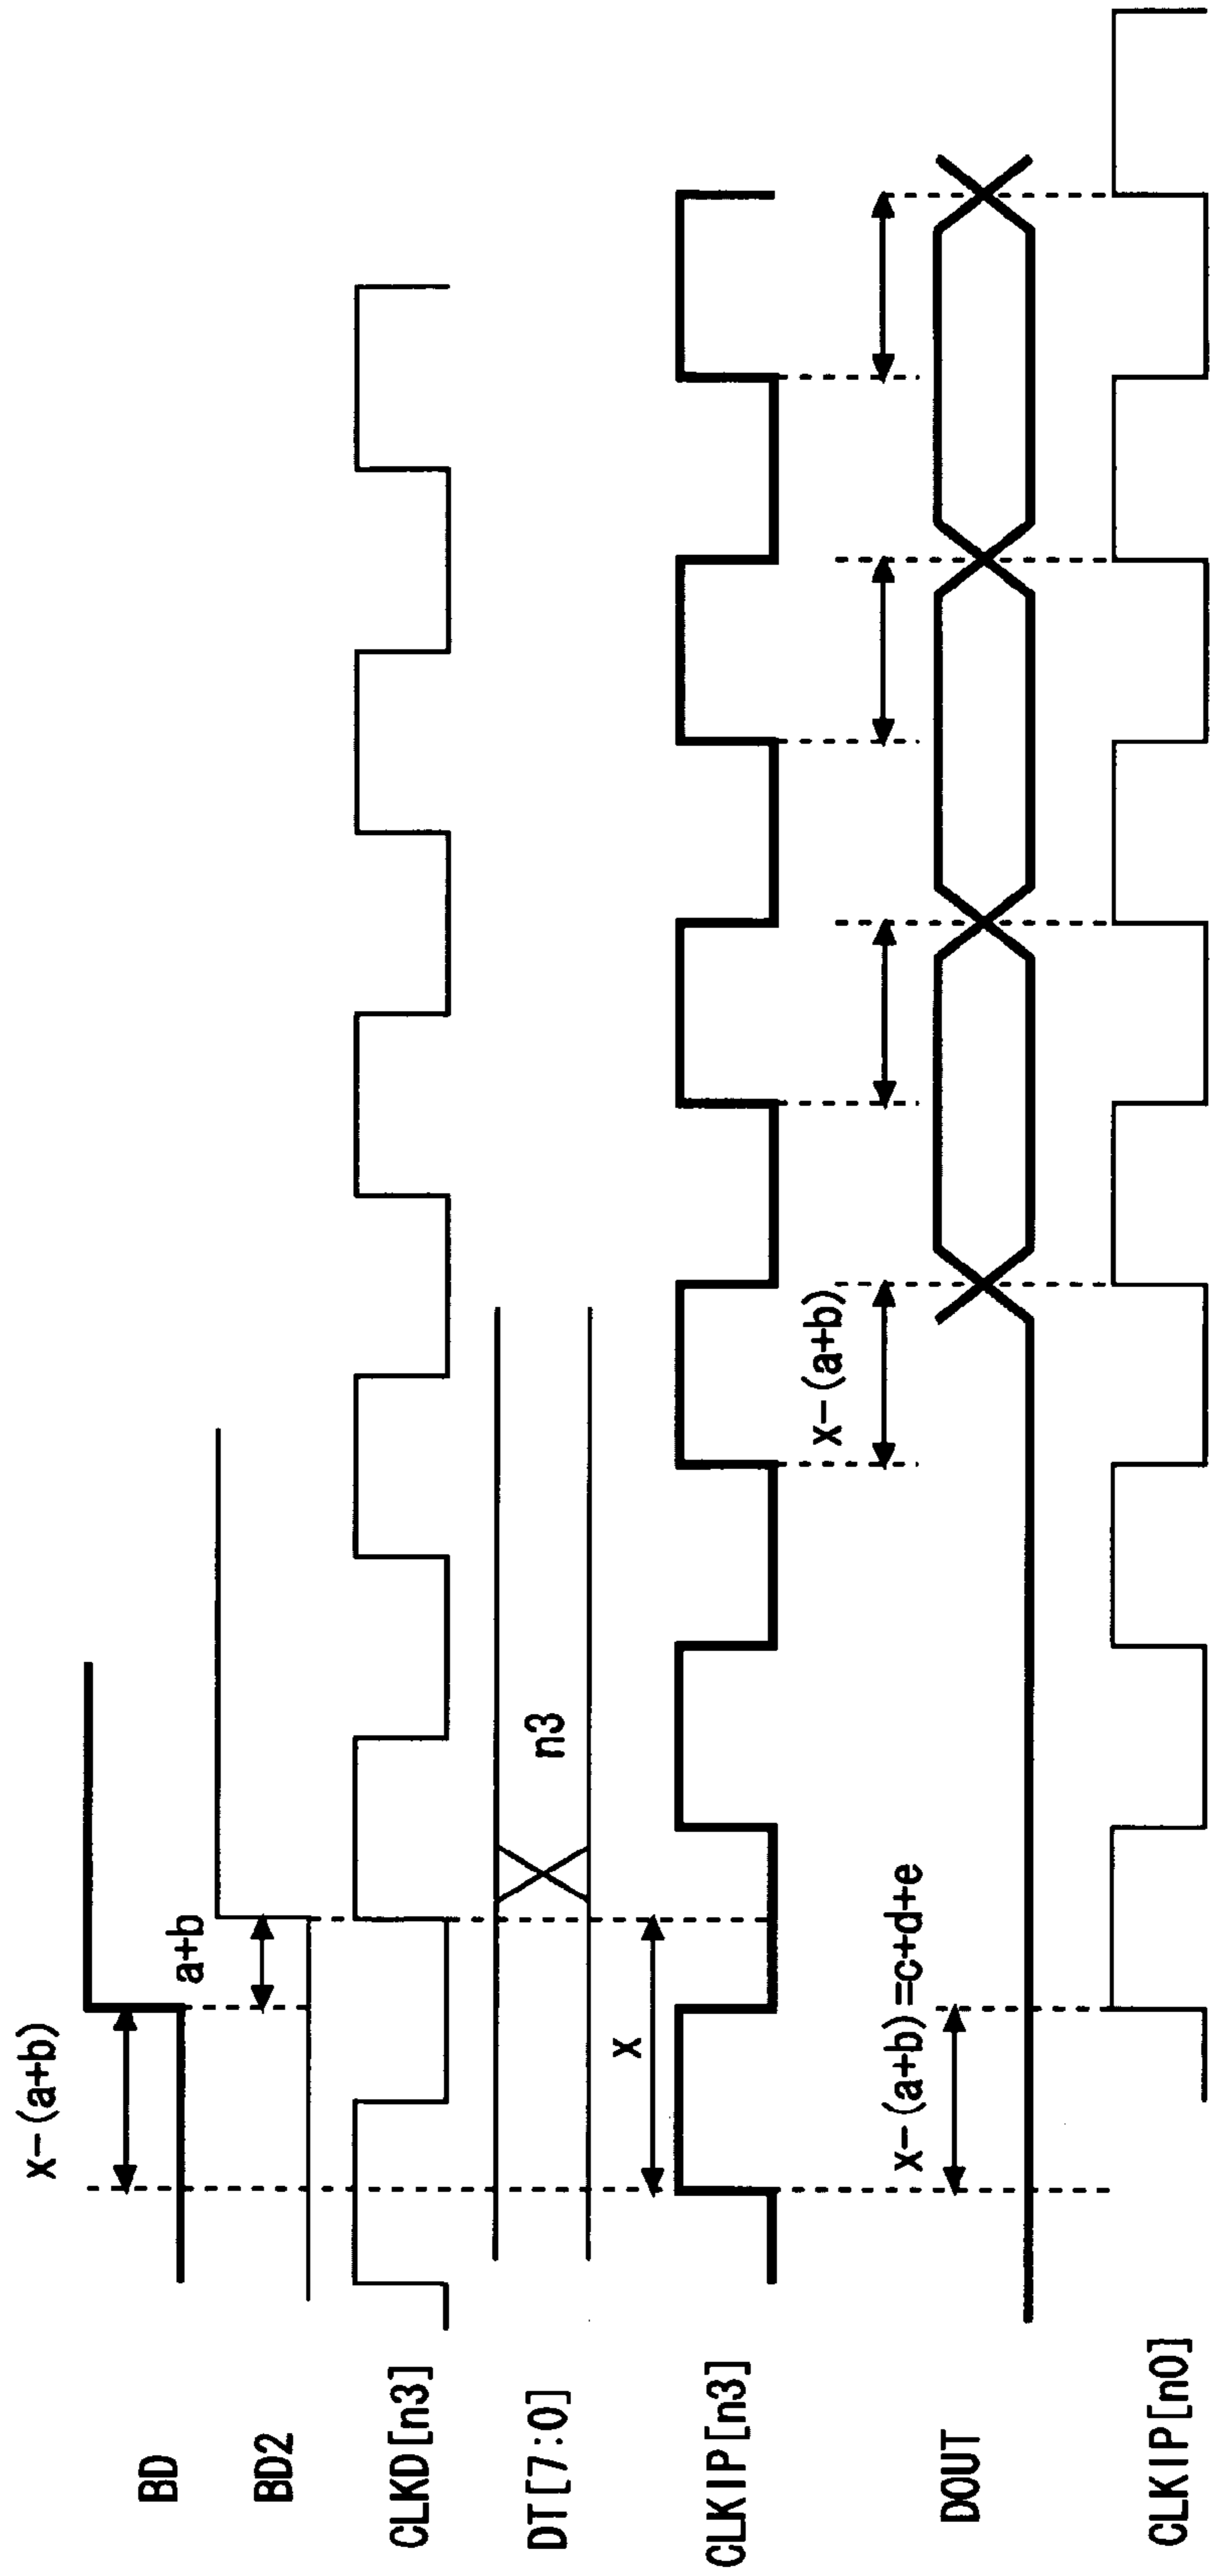 x-(a+b)
BD
a+b
BD2
CLKD[n3]
n3
DT[7:0]
x
CLKIP[n3]
x-(a+b)
x-(a+b)=c+d+e
DOUT
CLKIP[n0]